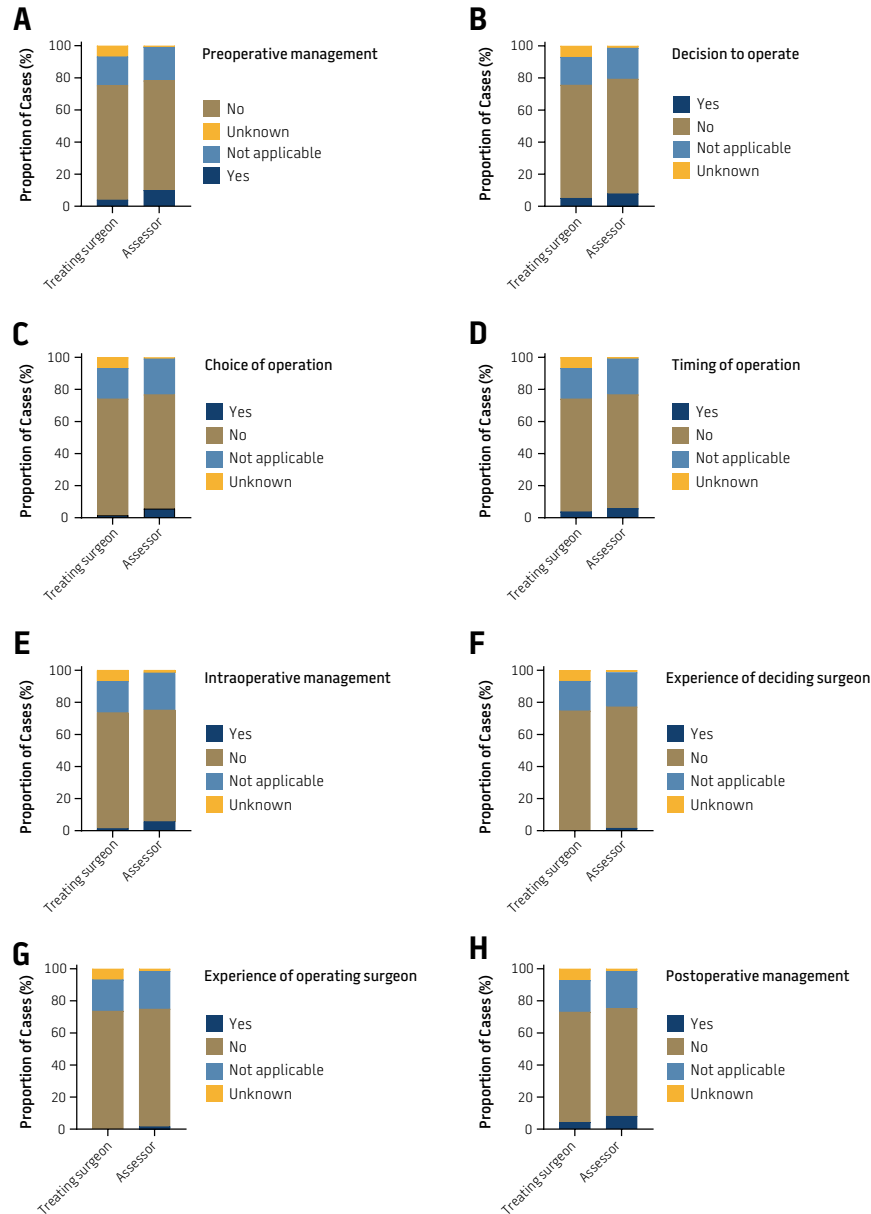 A
Preoperative management
Proportion of Cases (%)
100
80
60
40
20
0
No
Unknown
Not applicable
Yes
Treating surgeon
Assessor
B
Decision to operate
Proportion of Cases (%)
100
80
60
40
20
0
Yes
No
Not applicable
Unknown
Treating surgeon
Assessor
C
Choice of operation
Proportion of Cases (%)
100
80
60
40
20
0
Yes
No
Not applicable
Unknown
Treating surgeon
Assessor
D
Timing of operation
Proportion of Cases (%)
100
80
60
40
20
0
Yes
No
Not applicable
Unknown
Treating surgeon
Assessor
E
Intraoperative management
Proportion of Cases (%)
100
80
60
40
20
0
Yes
No
Not applicable
Unknown
Treating surgeon
Assessor
F
Experience of deciding surgeon
Proportion of Cases (%)
100
80
60
40
20
0
Yes
No
Not applicable
Unknown
Treating surgeon
Assessor
G
Experience of operating surgeon
Proportion of Cases (%)
100
80
60
40
20
0
Yes
No
Not applicable
Unknown
Treating surgeon
Assessor
H
Postoperative management
Proportion of Cases (%)
100
80
60
40
20
0
Yes
No
Not applicable
Unknown
Treating surgeon
Assessor